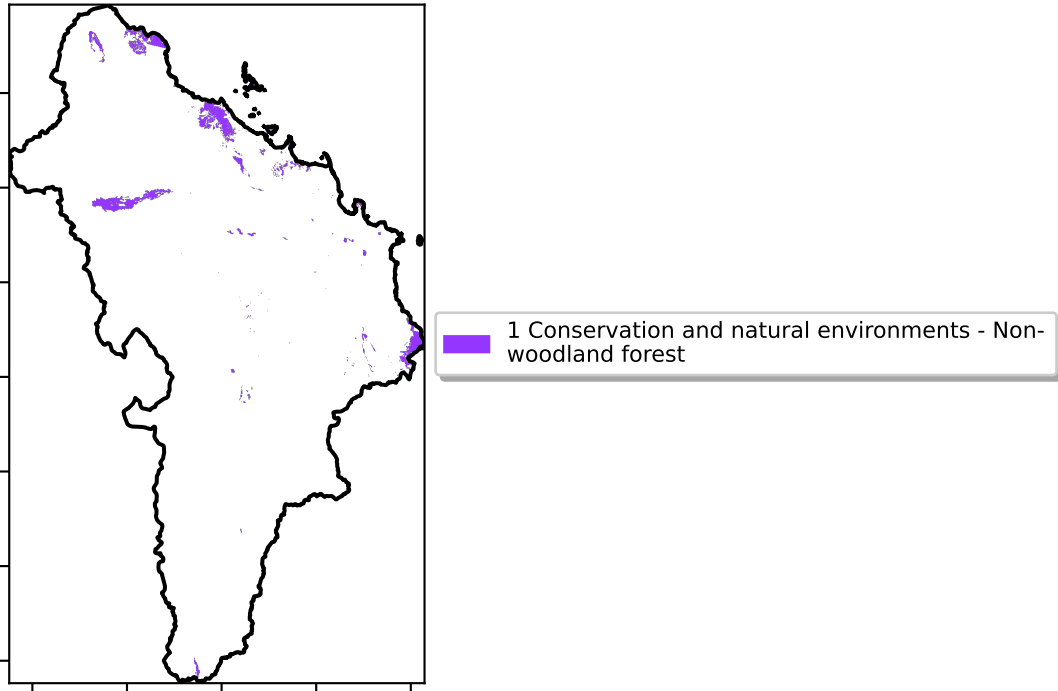 1 Conservation and natural environments - Non-
woodland forest